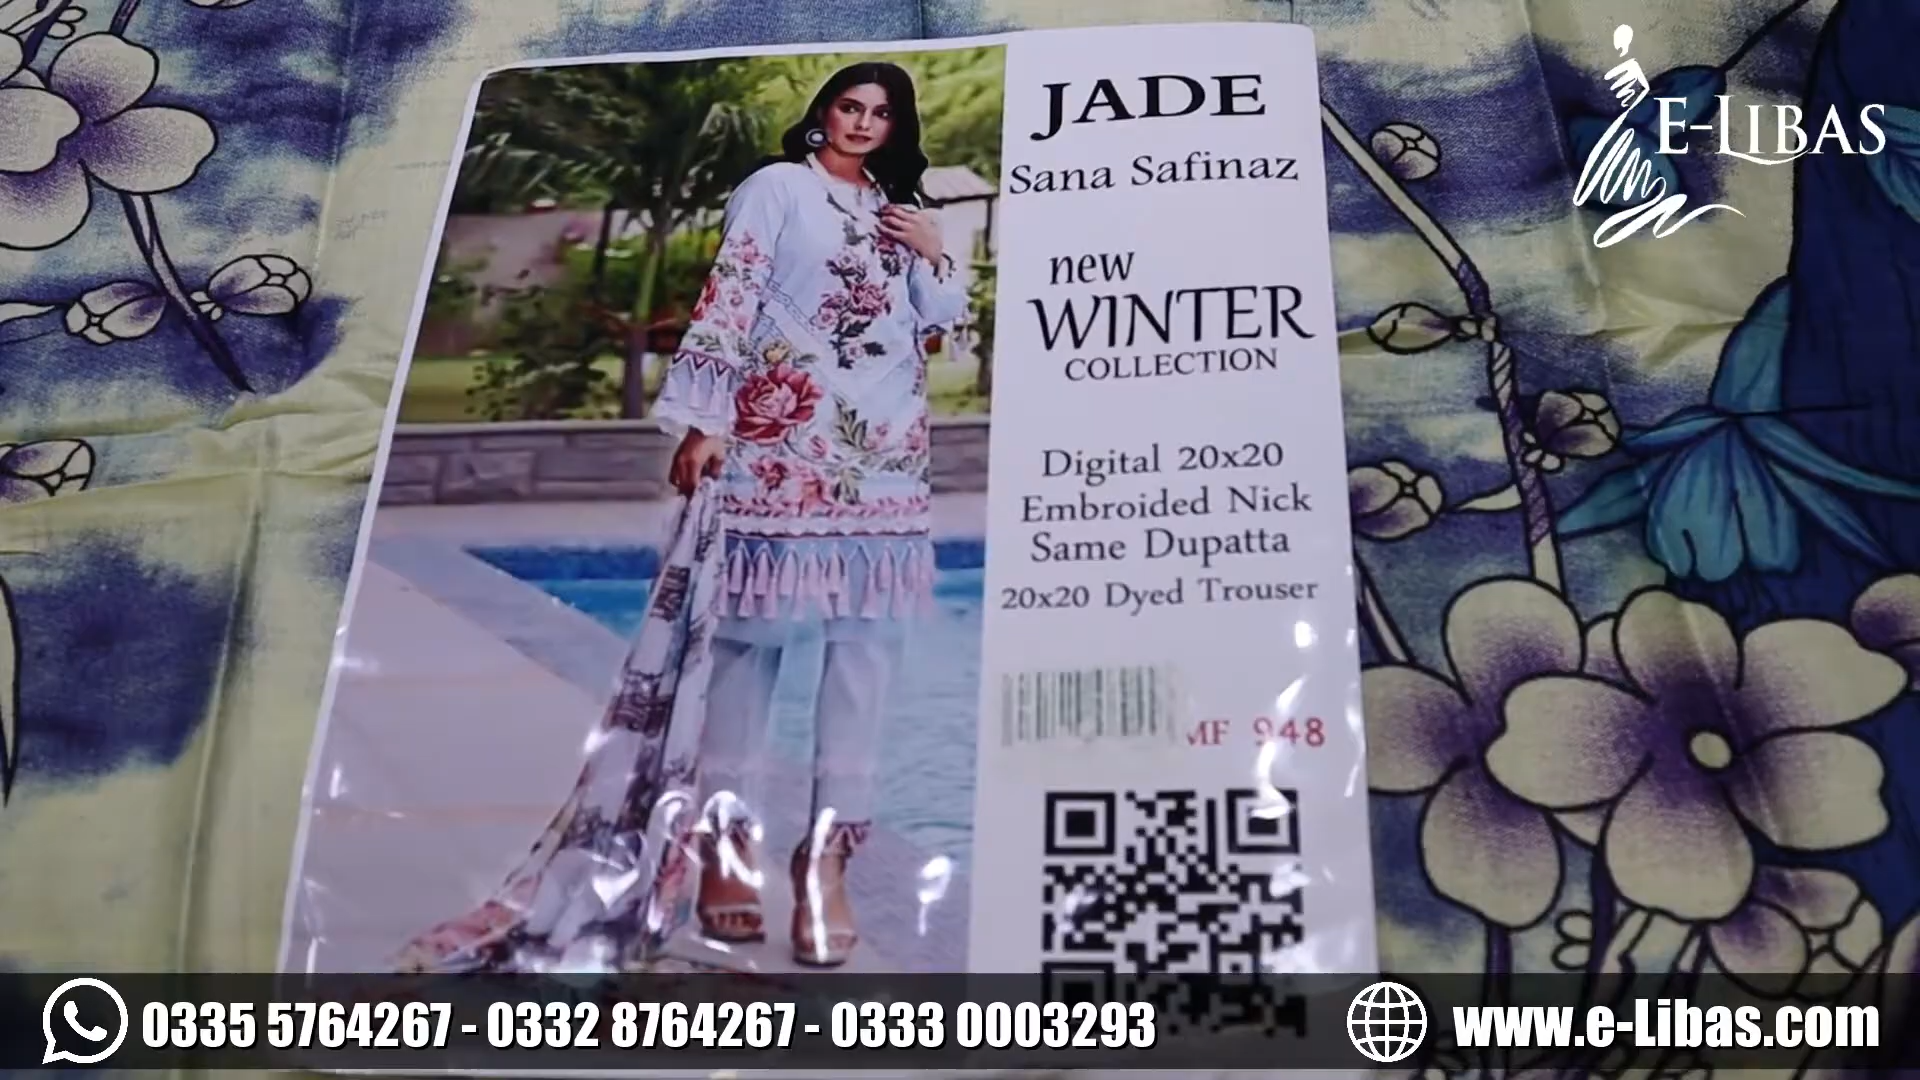 E-LIBAS
JADE
Sana Safinaz
new
WINTER
COLLECTION
Digital 20x20
Embroided Nick
Same Dupatta
20x20 Dyed Trouser
MF 948
0335 5764267 - 0332 8764267 - 0333 0003293
www.e-Libas.com